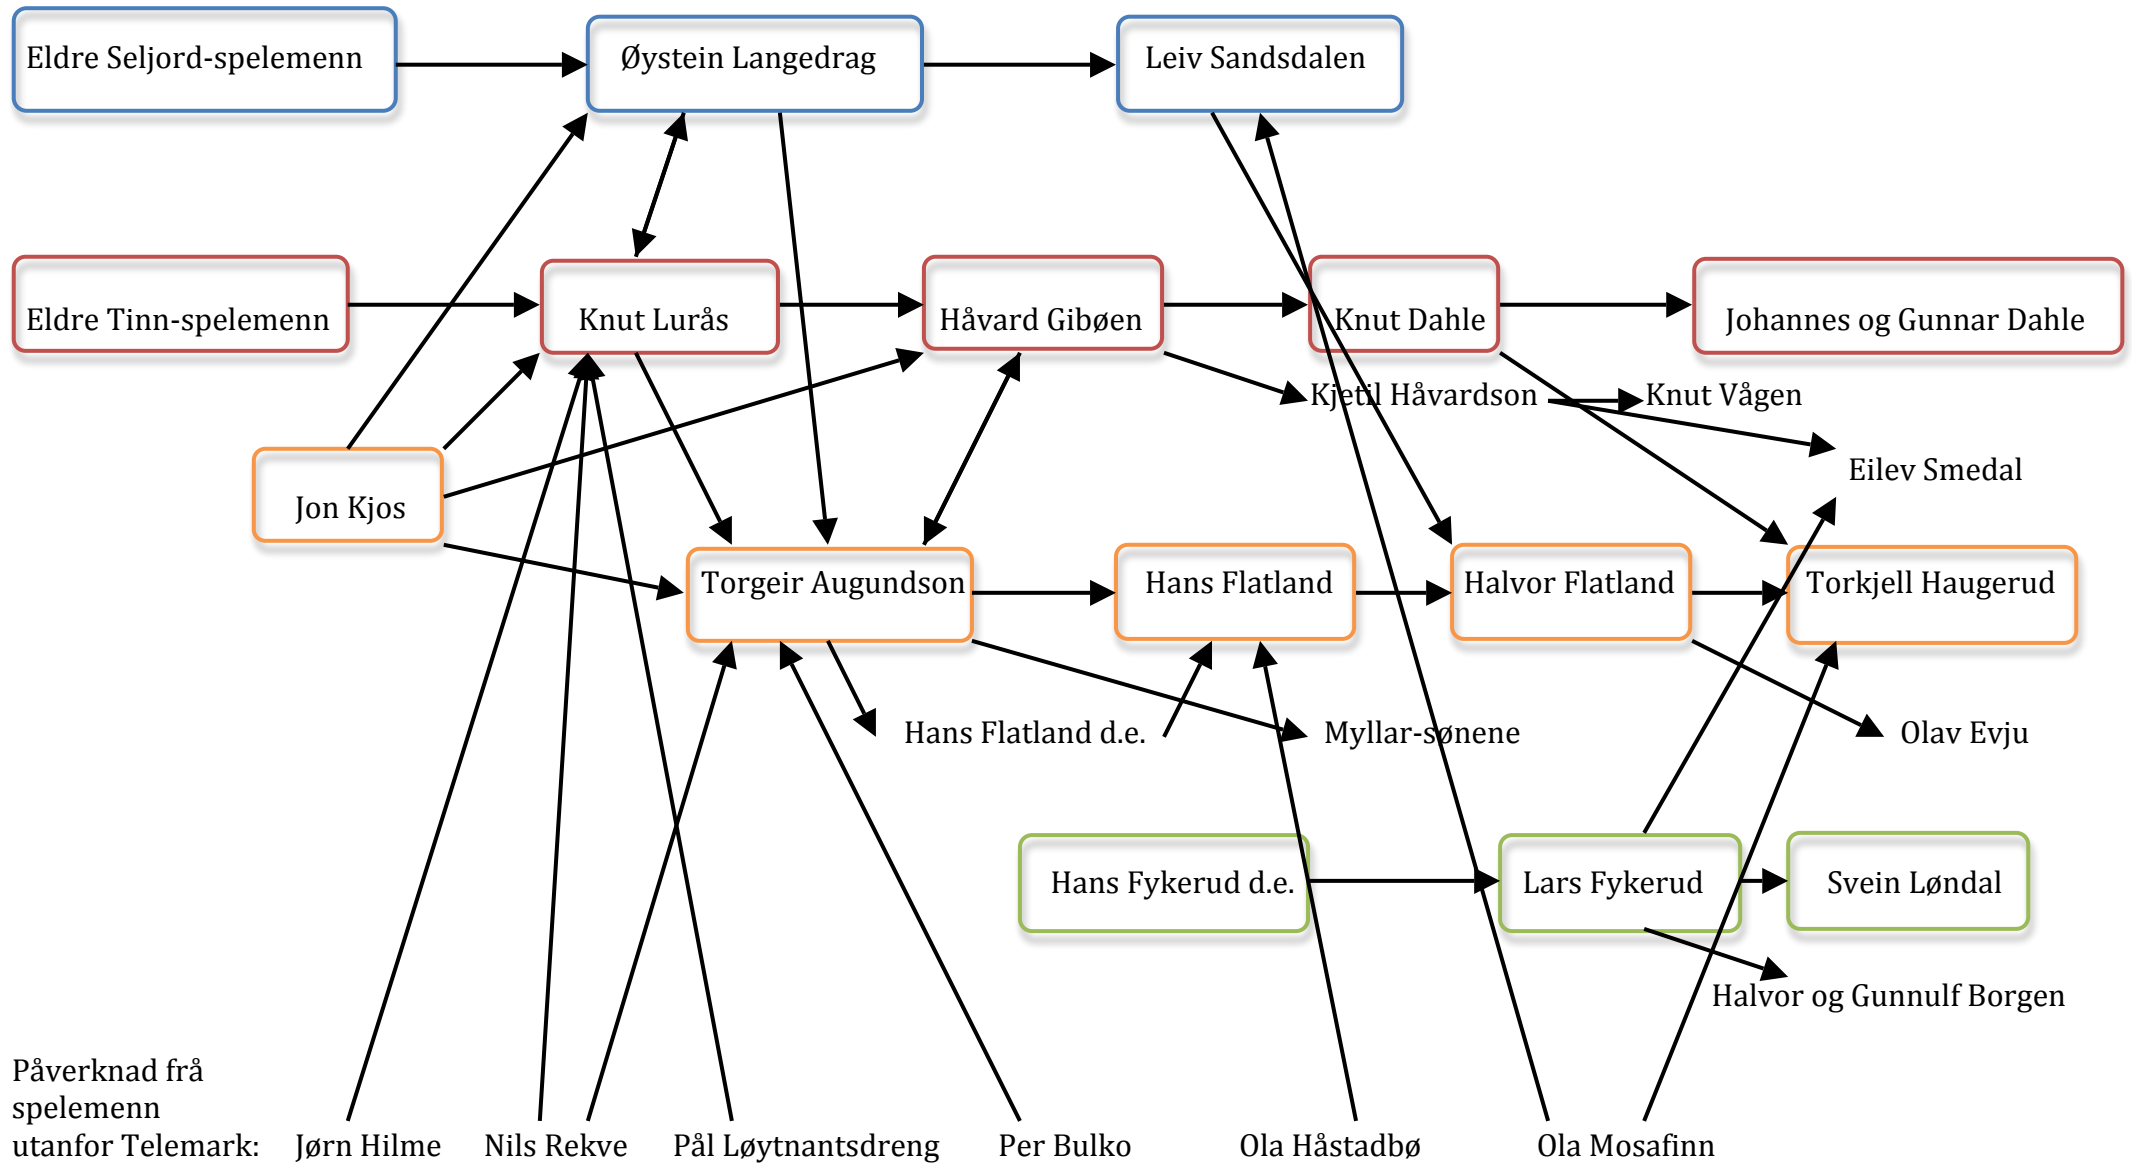 Eldre Seljord-spelemenn
Øystein Langedrag
Leiv Sandsdalen
Eldre Tinn-spelemenn
Knut Lurås
Håvard Gibøen
Knut Dahle
Johannes og Gunnar Dahle
Kjetil Håvardson
Knut Vågen
Eilev Smedal
Jon Kjos
Torgeir Augundson
Hans Flatland
Halvor Flatland
Torkjell Haugerud
Hans Flatland d.e.
Myllar-sønene
Olav Evju
Hans Fykerud d.e.
Lars Fykerud
Svein Løndal
Halvor og Gunnulf Borgen
Påverknad frå
spelemenn
utanfor Telemark:
Jørn Hilme
Nils Rekve
Pål Løytnantsdreng
Per Bulko
Ola Håstadbø
Ola Mosafinn